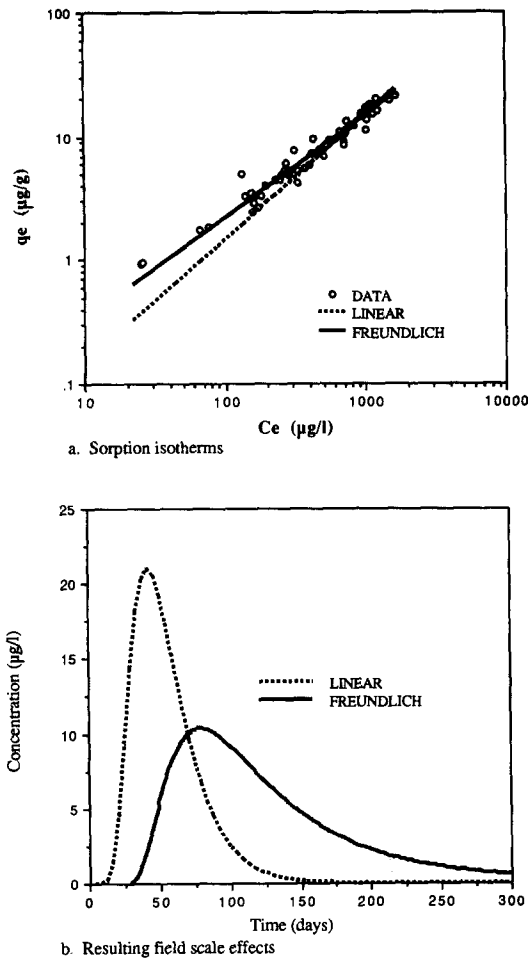 100
10
1
.1
qe (µg/g)
DATA
LINEAR
FREUNDLICH
10
100
1000
10000
Ce (µg/l)
a. Sorption isotherms
25
20
15
10
5
0
Concentration (µg/l)
LINEAR
FREUNDLICH
0
50
100
150
200
250
300
Time (days)
b. Resulting field scale effects